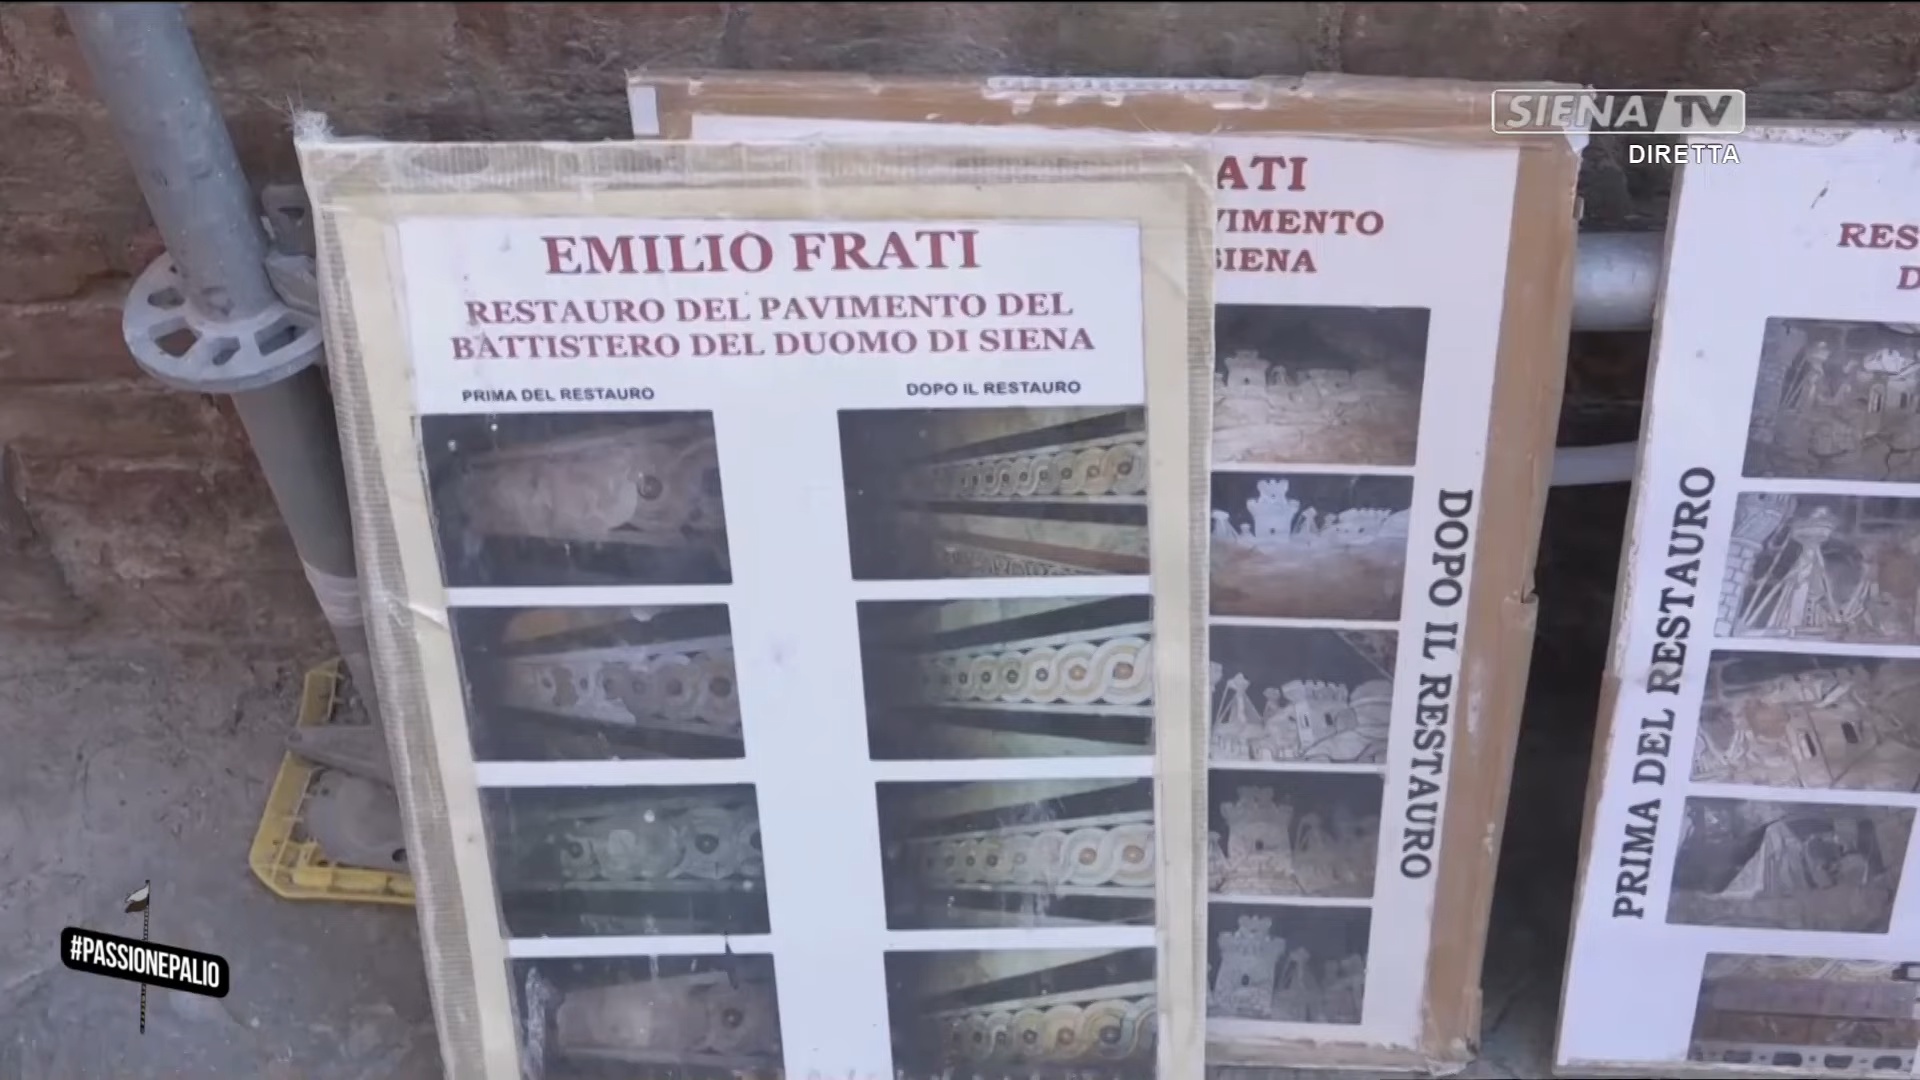 SIENA TV
DIRETTA
EMILIO FRATI
RESTAURO DEL PAVIMENTO DEL
BATTISTERO DEL DUOMO DI SIENA
PRIMA DEL RESTAURO
DOPO IL RESTAURO
ATI
VIMENTO
SIENA
DOPO IL RESTAURO
RES
D
PRIMA DEL RESTAURO
#PASSIONEPALIO